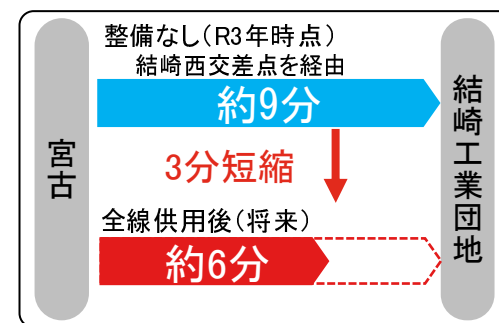 宮古
整備なし(R3年時点)
結崎西交差点を経由
約9分
3分短縮
全線供用後(将来)
約6分
結崎工業団地